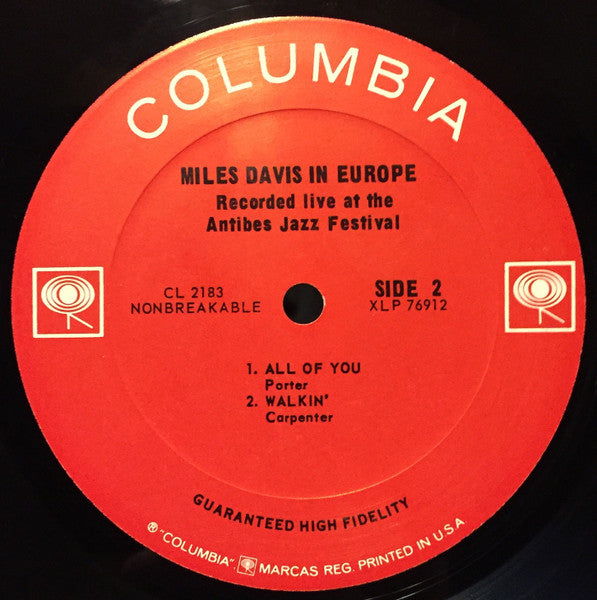 COLUMBIA
MILES DAVIS IN EUROPE
Recorded live at the
Antibes Jazz Festival
CL 2183
NONBREAKABLE
SIDE 2
XLP 76912
1. ALL OF YOU
Porter
2. WALKIN'
Carpenter
GUARANTEED HIGH FIDELITY
® "COLUMBIA", MARCAS REG. PRINTED IN U.S.A.